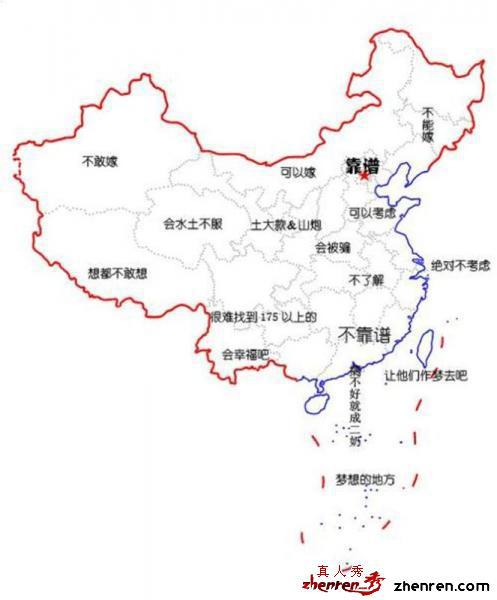 不能嫁
不敢嫁
可以嫁
靠谱
可以考虑
会水土不服
土大款&山炮
会被骗
绝对不考虑
想都不敢想
不了解
很难找到175以上的
不靠谱
会幸福吧
让他们作梦去吧
搞不好就成二奶
梦想的地方
真人秀
zhenren秀
zhenren.com